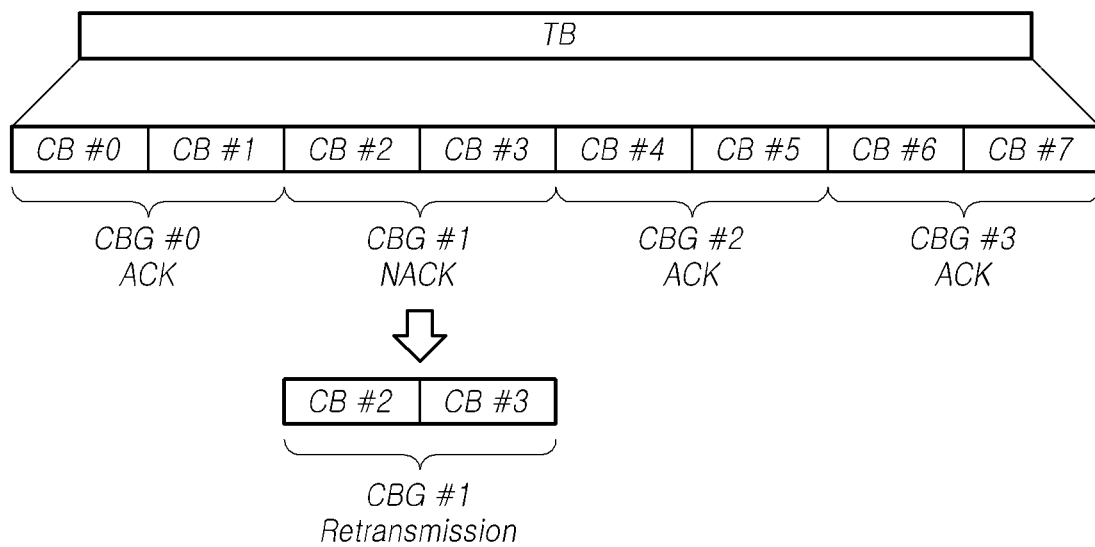 TB
CB #0 CB #1 CB #2 CB #3 CB #4 CB #5 CB #6 CB #7
CBG #0 CBG #1 CBG #2 CBG #3
ACK NACK ACK ACK
CB #2 CB #3
CBG #1
Retransmission